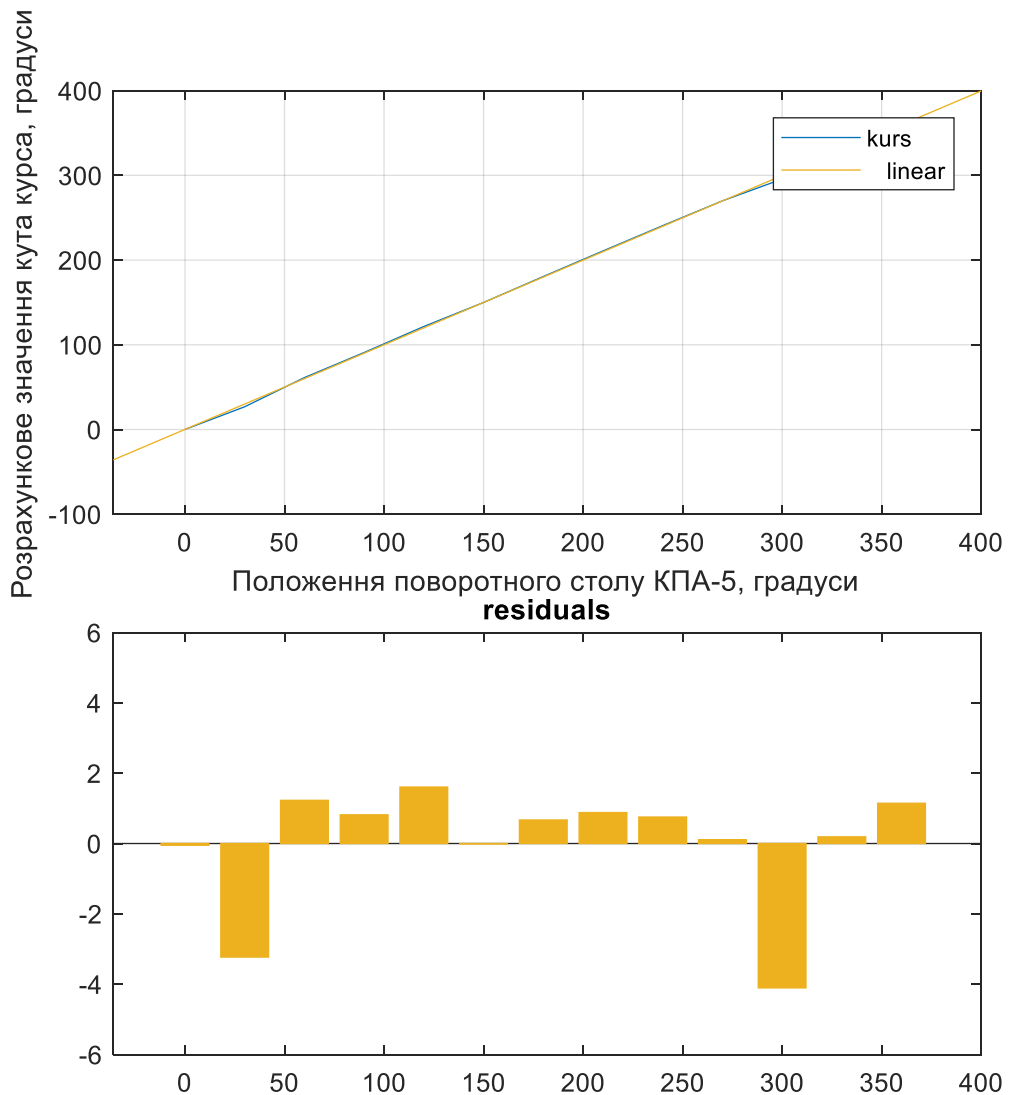 Розрахункове значення кута курса, градуси
400
300
200
100
0
-100
kurs
linear
0 50 100 150 200 250 300 350 400
Положення поворотного столу КПА-5, градуси
residuals
6
4
2
0
-2
-4
-6
0 50 100 150 200 250 300 350 400